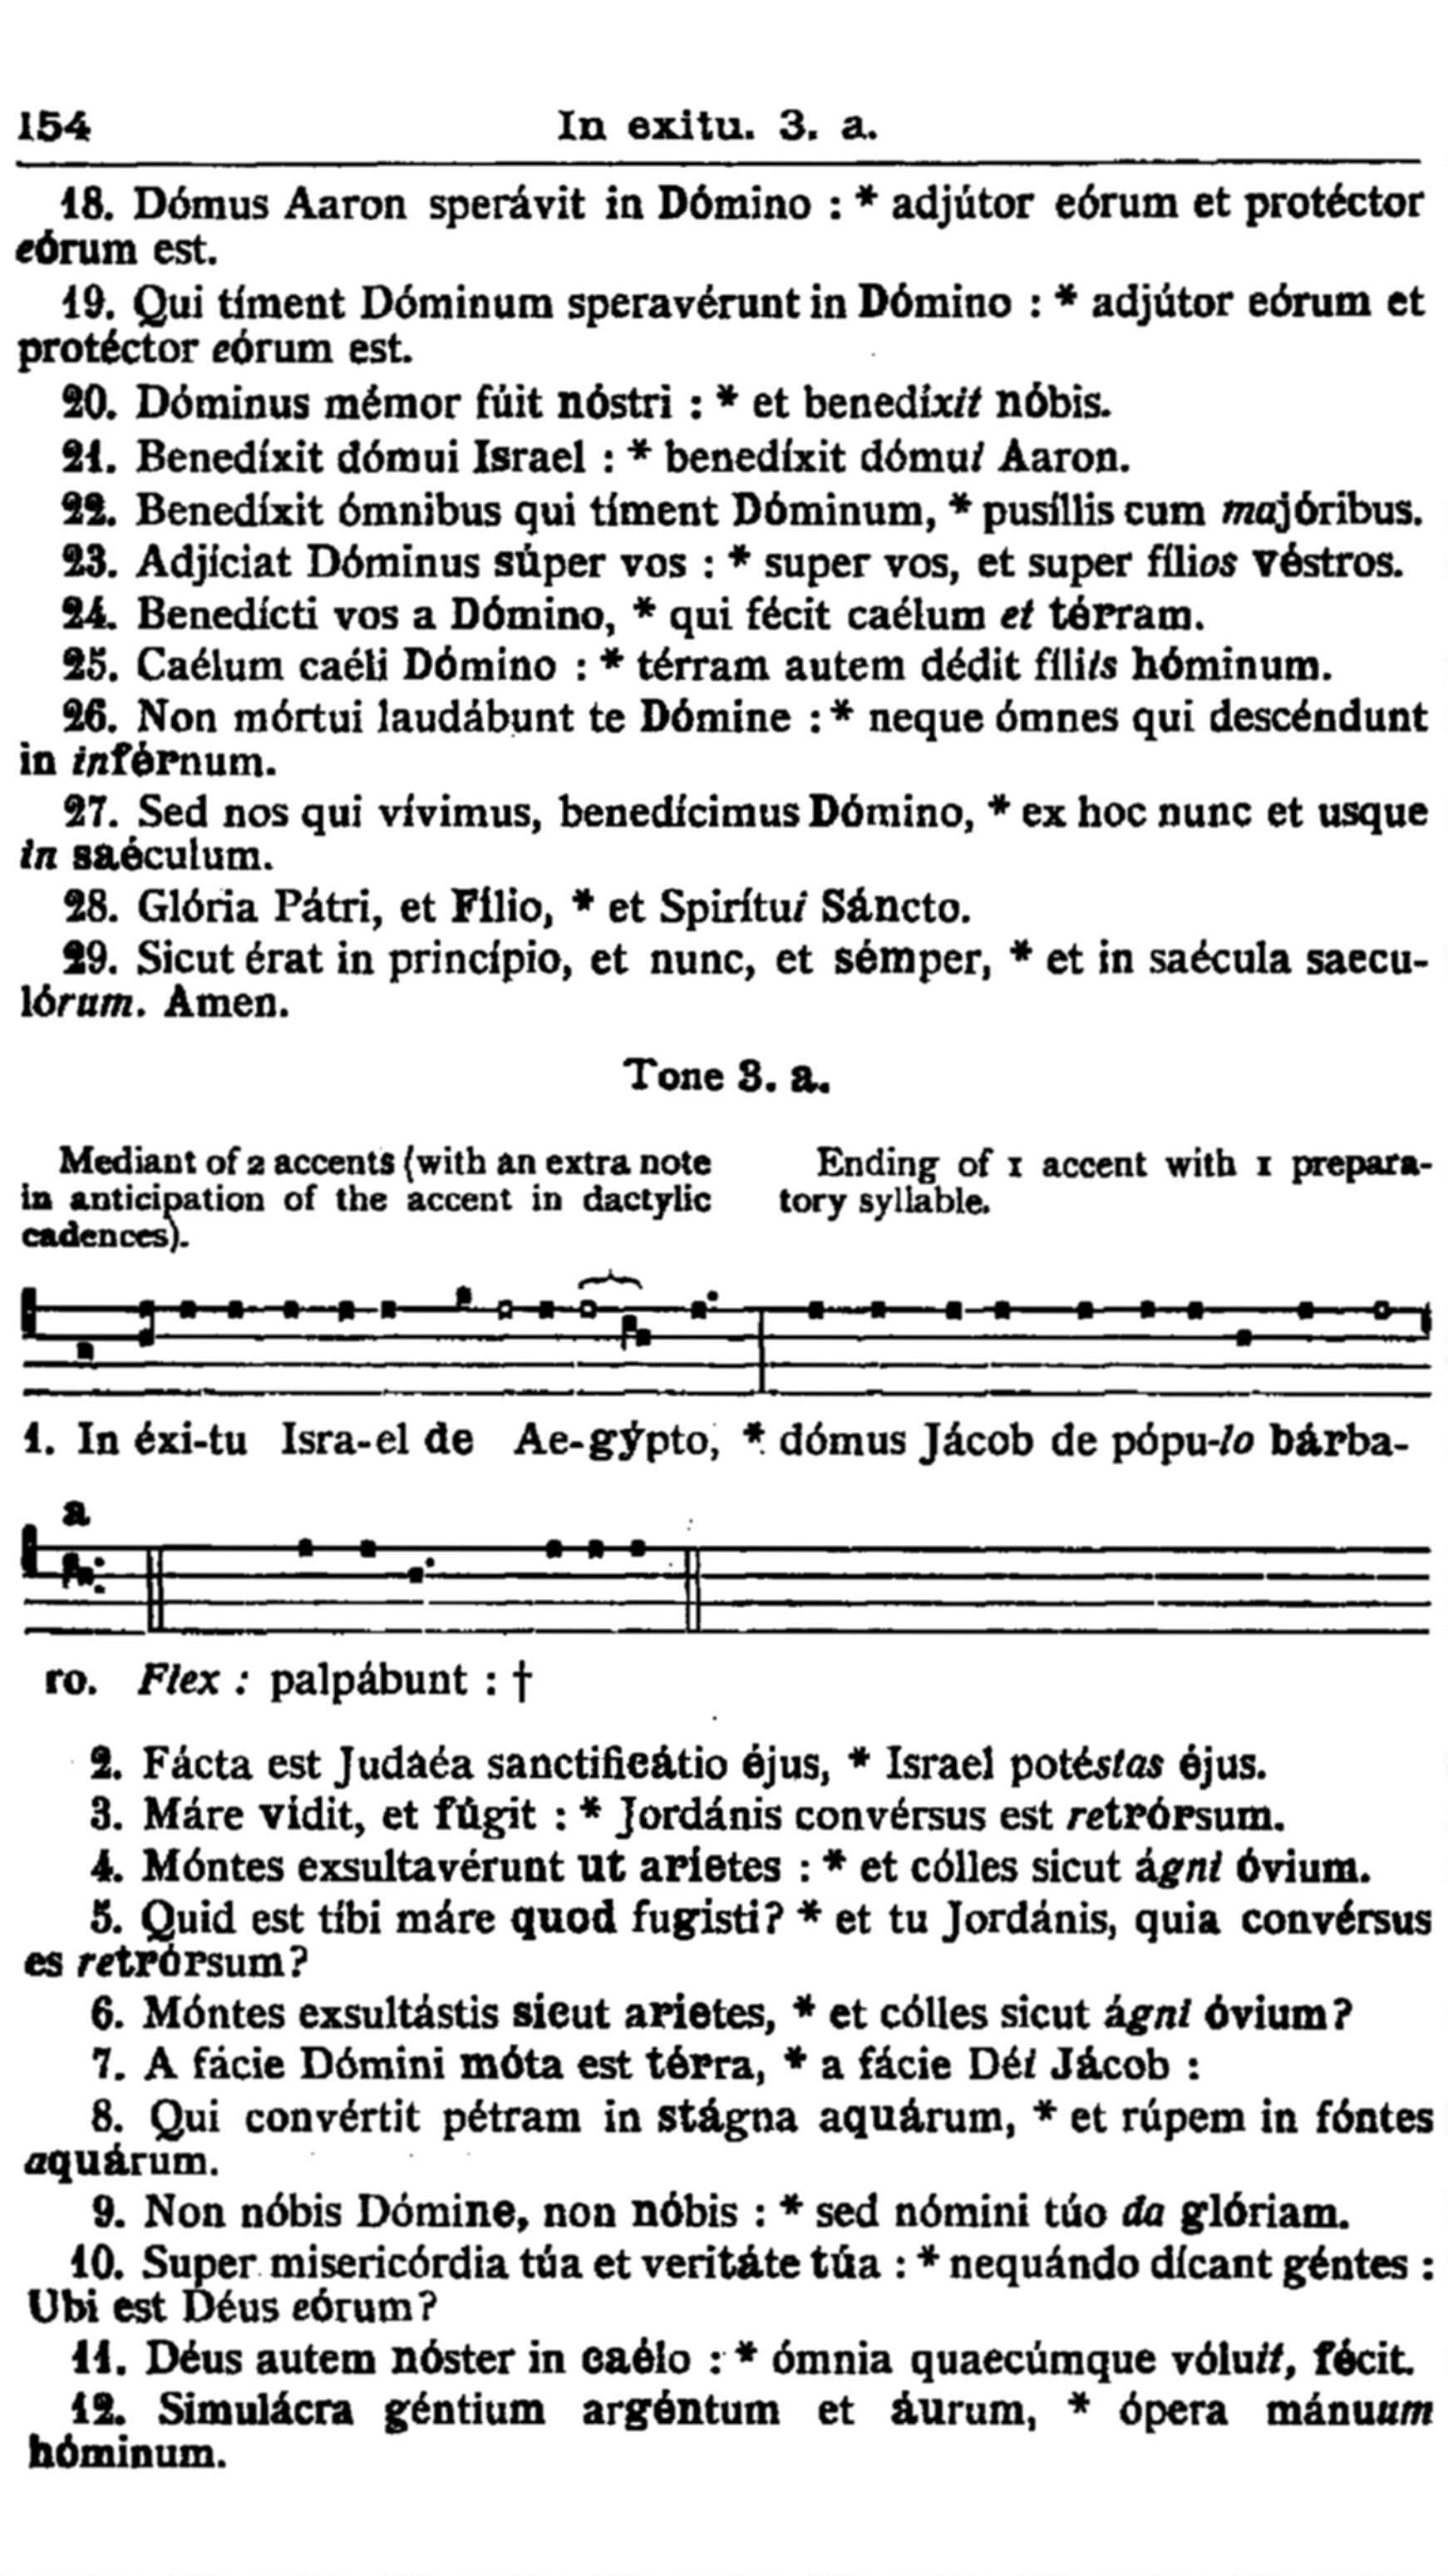 154 In exitu. 3. a.
18. Dómus Aaron sperávit in Dómino : * adjútor eórum et protéctor
eórum est.
19. Qui tíment Dóminum speravérunt in Dómino : * adjútor eórum et
protéctor eórum est.
20. Dóminus mémor fúit nóstri : * et benedíxit nóbis.
21. Benedíxit dómui Israel : * benedíxit dómui Aaron.
22. Benedíxit ómnibus qui tíment Dóminum, * pusíllis cum majóribus.
23. Adjíciat Dóminus súper vos : * super vos, et super fílios véstros.
24. Benedícti vos a Dómino, * qui fécit caélum et térram.
25. Caélum caéli Dómino : * térram autem dédit fíliis hóminum.
26. Non mórtui laudábunt te Dómine : * neque ómnes qui descéndunt
in inférnum.
27. Sed nos qui vívimus, benedícimus Dómino, * ex hoc nunc et usque
in saéculum.
28. Glória Pátri, et Fílio, * et Spirítui Sáncto.
29. Sicut érat in princípio, et nunc, et sémper, * et in saécula saecu-
lórum. Amen.
Tone 3. a.
Mediant of 2 accents (with an extra note
in anticipation of the accent in dactylic
cadences).
Ending of 1 accent with 1 prepara-
tory syllable.
1. In éxi-tu Isra-el de Ae-gýpto, * dómus Jácob de pópu-lo bárba-
a
ro. Flex : palpábunt : †
2. Fácta est Judaéa sanctificátio éjus, * Israel potéstas éjus.
3. Máre vídit, et fúgit : * Jordánis convérsus est retrórsum.
4. Móntes exsultavérunt ut aríetes : * et cólles sicut ágni óvium.
5. Quid est tíbi máre quod fugisti? * et tu Jordánis, quia convérsus
es retrórsum?
6. Móntes exsultástis sicut arietes, * et cólles sicut ágni óvium?
7. A fácie Dómini móta est térra, * a fácie Déi Jácob :
8. Qui convértit pétram in stágna aquárum, * et rúpem in fóntes
aquárum.
9. Non nóbis Dómine, non nóbis : * sed nómini túo da glóriam.
10. Super misericórdia túa et veritáte túa : * nequándo dícant géntes :
Ubi est Déus eórum?
11. Déus autem nóster in caélo : * ómnia quaecúmque vóluit, fécit.
12. Simulácra géntium argéntum et áurum, * ópera mánuum
hóminum.